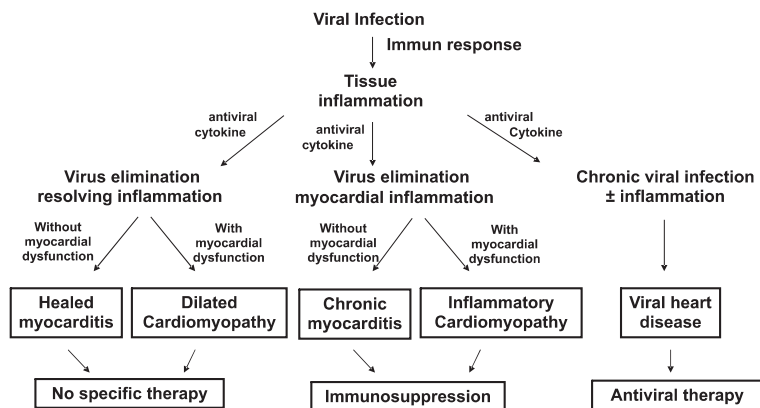 Viral Infection
Immun response
Tissue
inflammation
antiviral
cytokine
antiviral
cytokine
antiviral
Cytokine
Virus elimination
resolving inflammation
Virus elimination
myocardial inflammation
Chronic viral infection
± inflammation
Without
myocardial
dysfunction
With
myocardial
dysfunction
Without
myocardial
dysfunction
With
myocardial
dysfunction
Healed
myocarditis
Dilated
Cardiomyopathy
Chronic
myocarditis
Inflammatory
Cardiomyopathy
Viral heart
disease
No specific therapy
Immunosuppression
Antiviral therapy